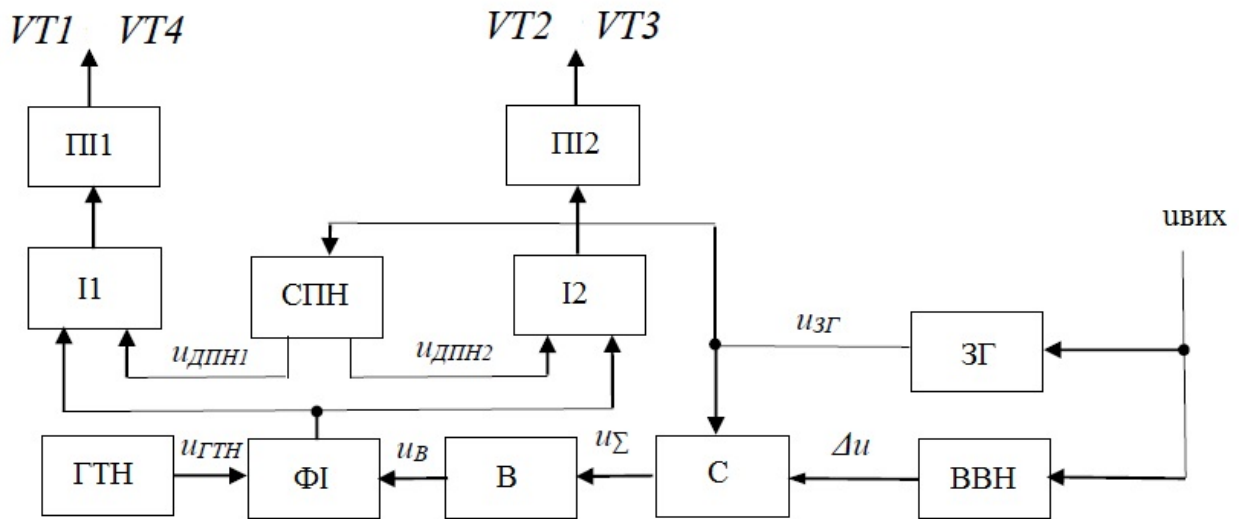 VT1 VT4 VT2 VT3
ПІ1 ПІ2
uвих
І1 СПН І2
uЗГ ЗГ
uДПН1 uДПН2
uГТН uВ uΣ Δu
ГТН ФІ В С ВВН